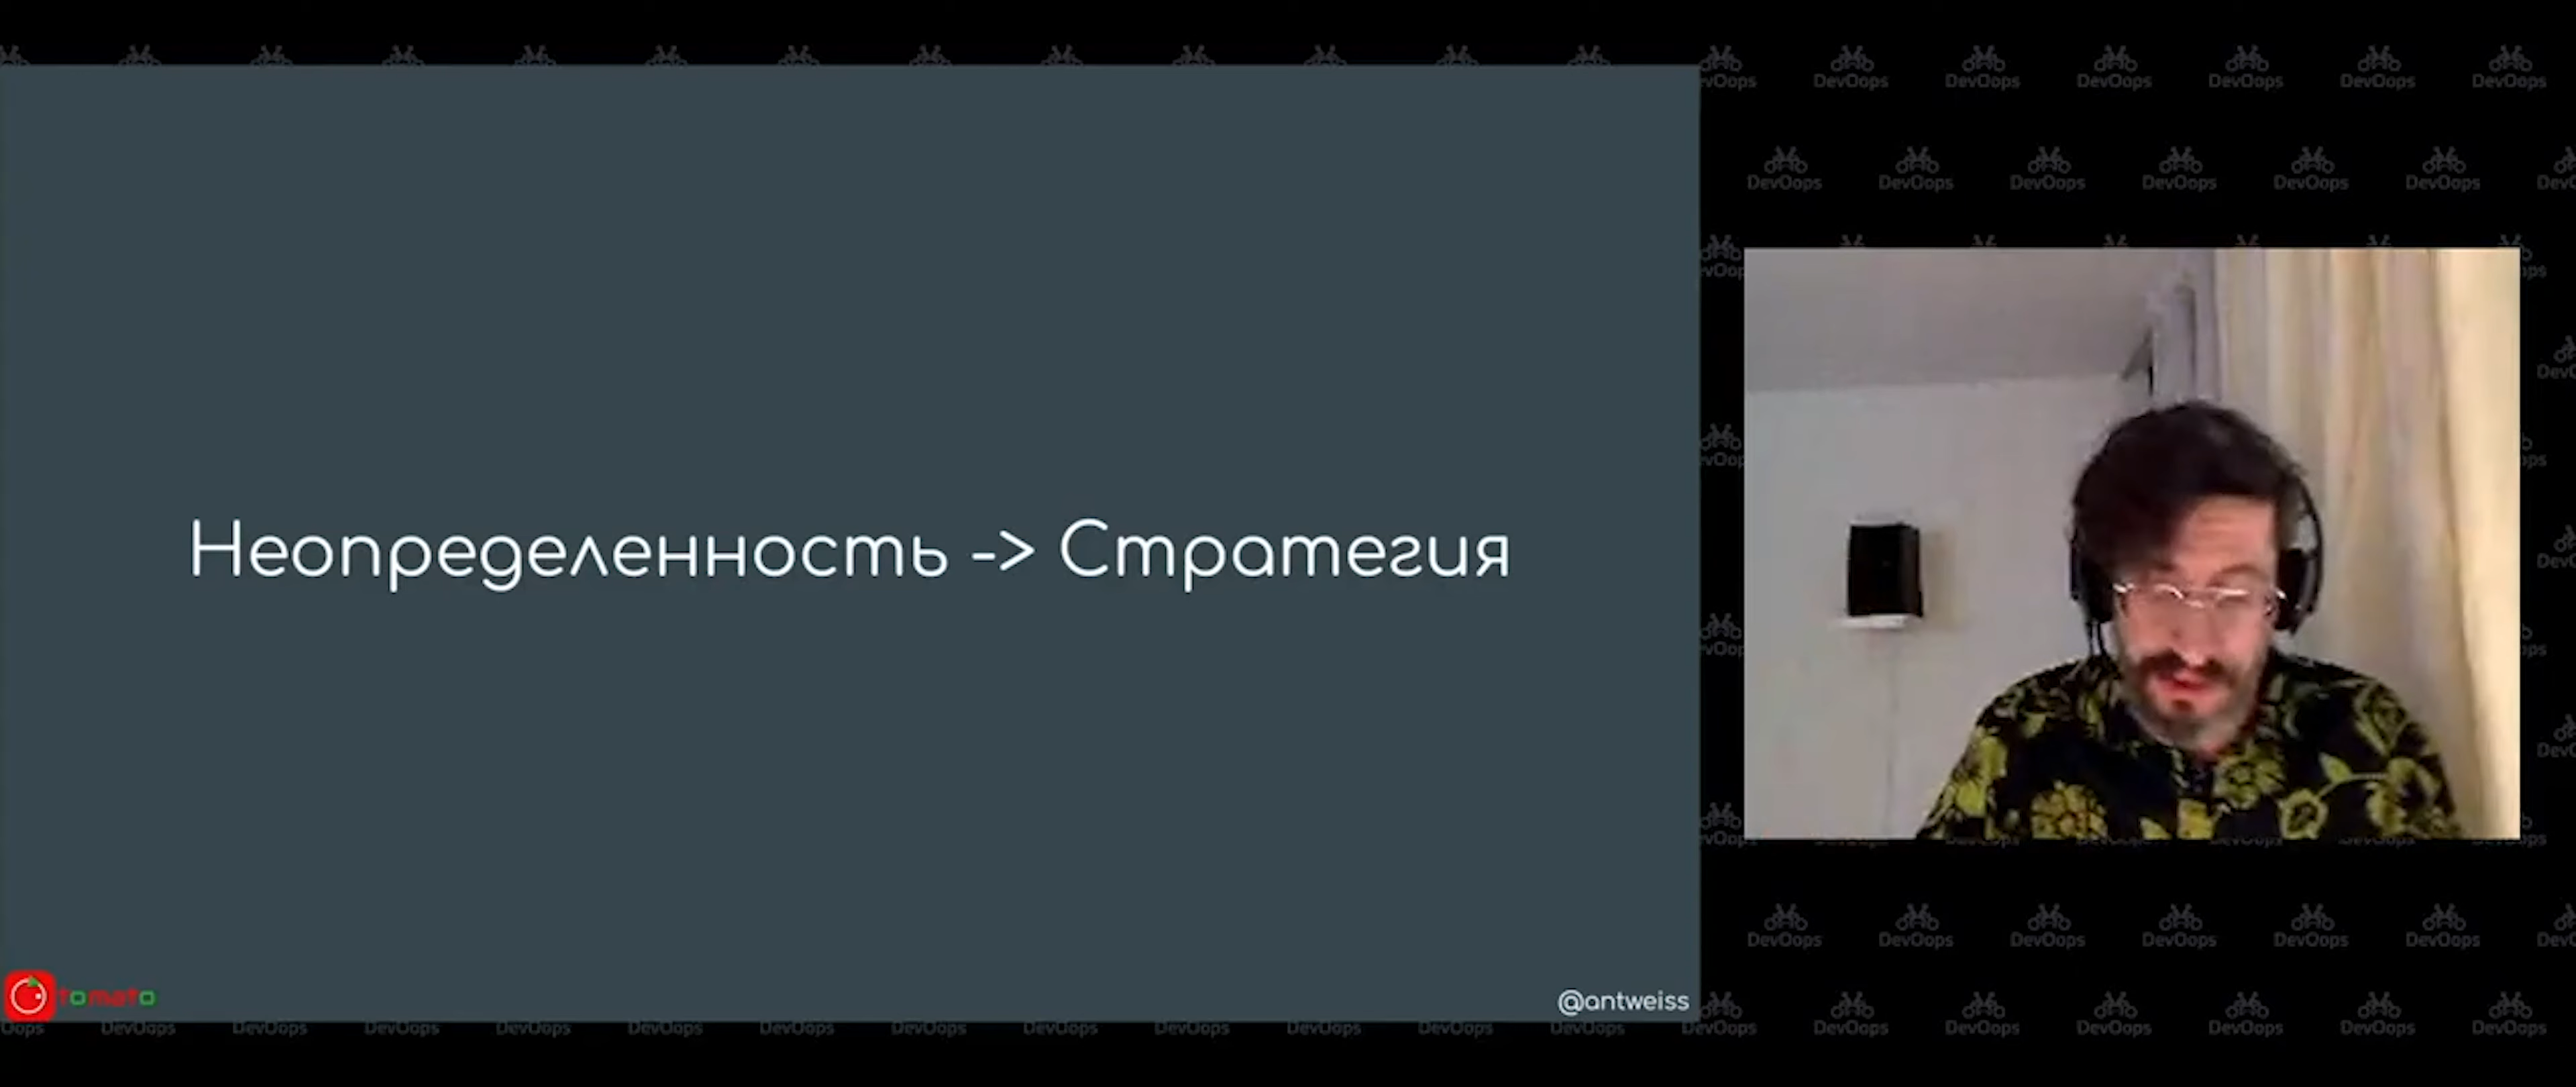 Неопределенность -> Стратегия
tomato
@antweiss
DevOops